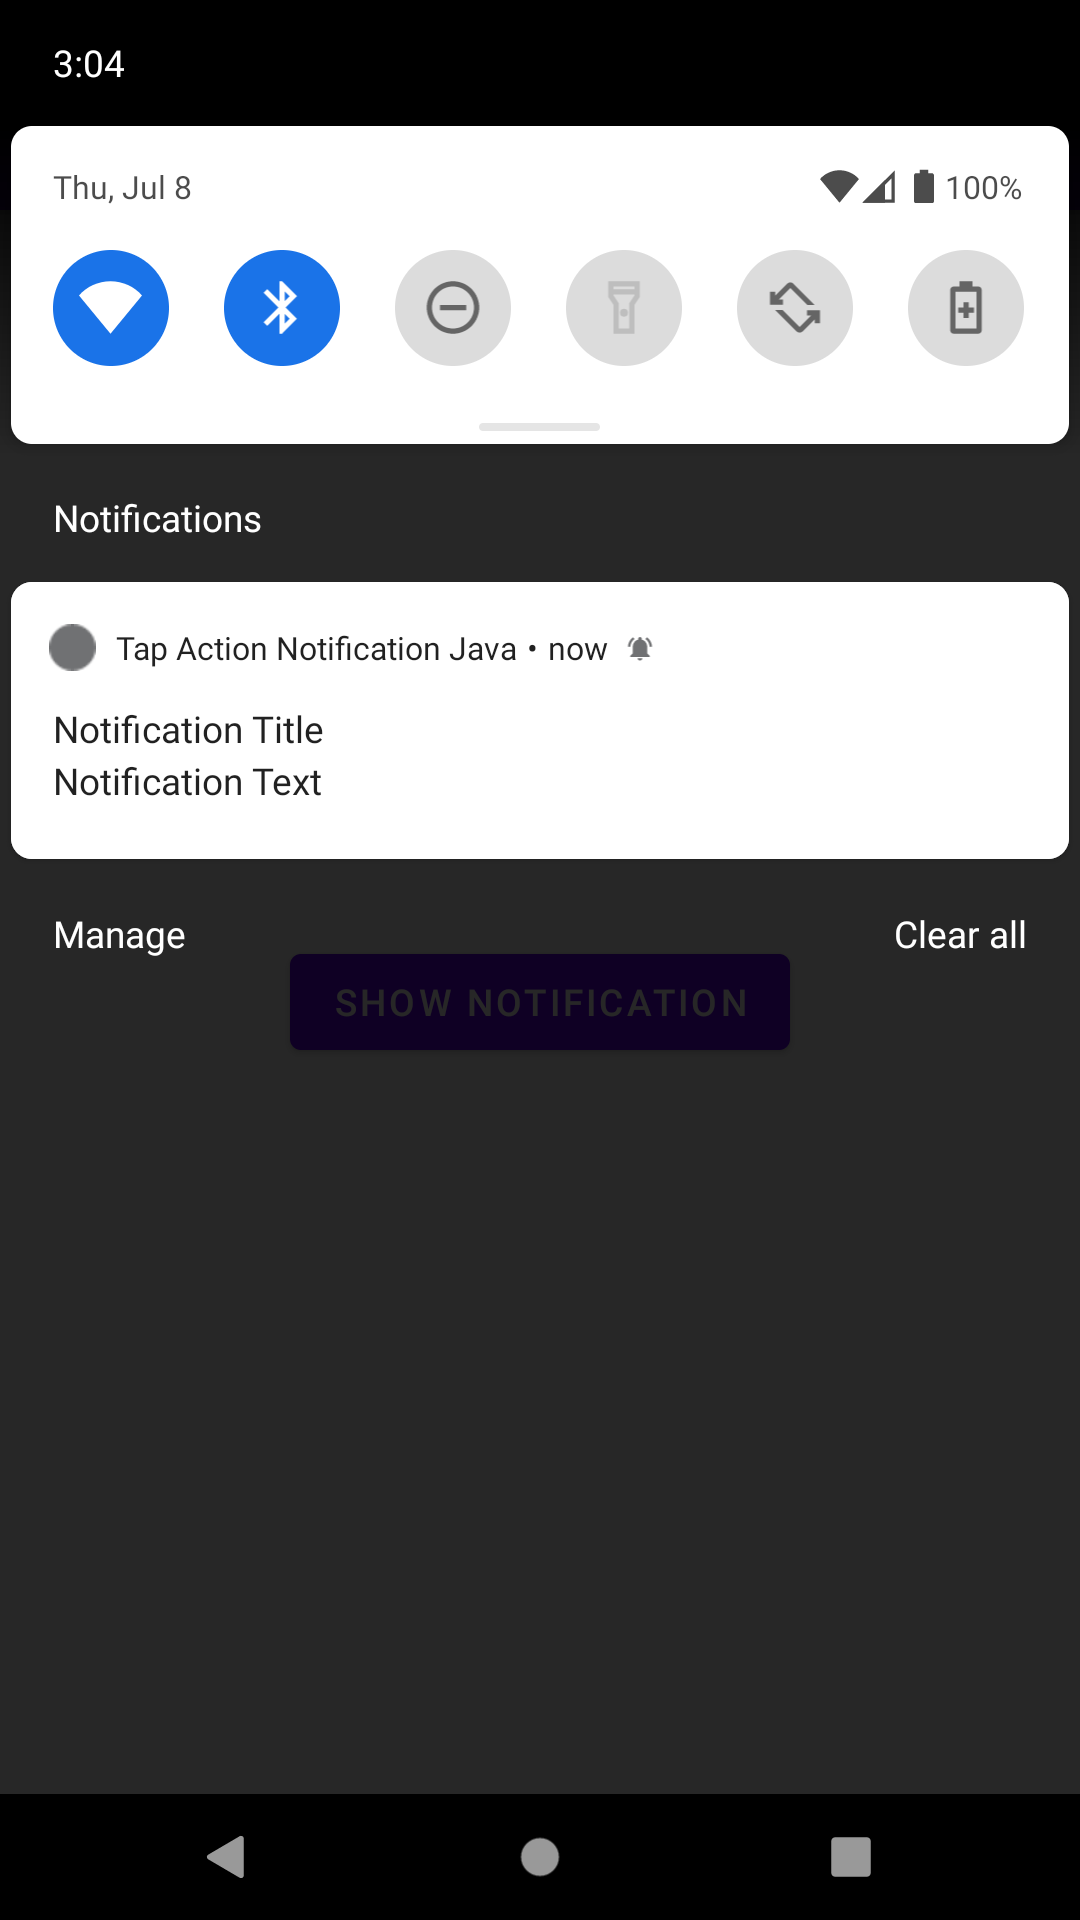 3:04
Thu, Jul 8 100%
Notifications
Tap Action Notification Java • now
Notification Title
Notification Text
Manage Clear all
SHOW NOTIFICATION